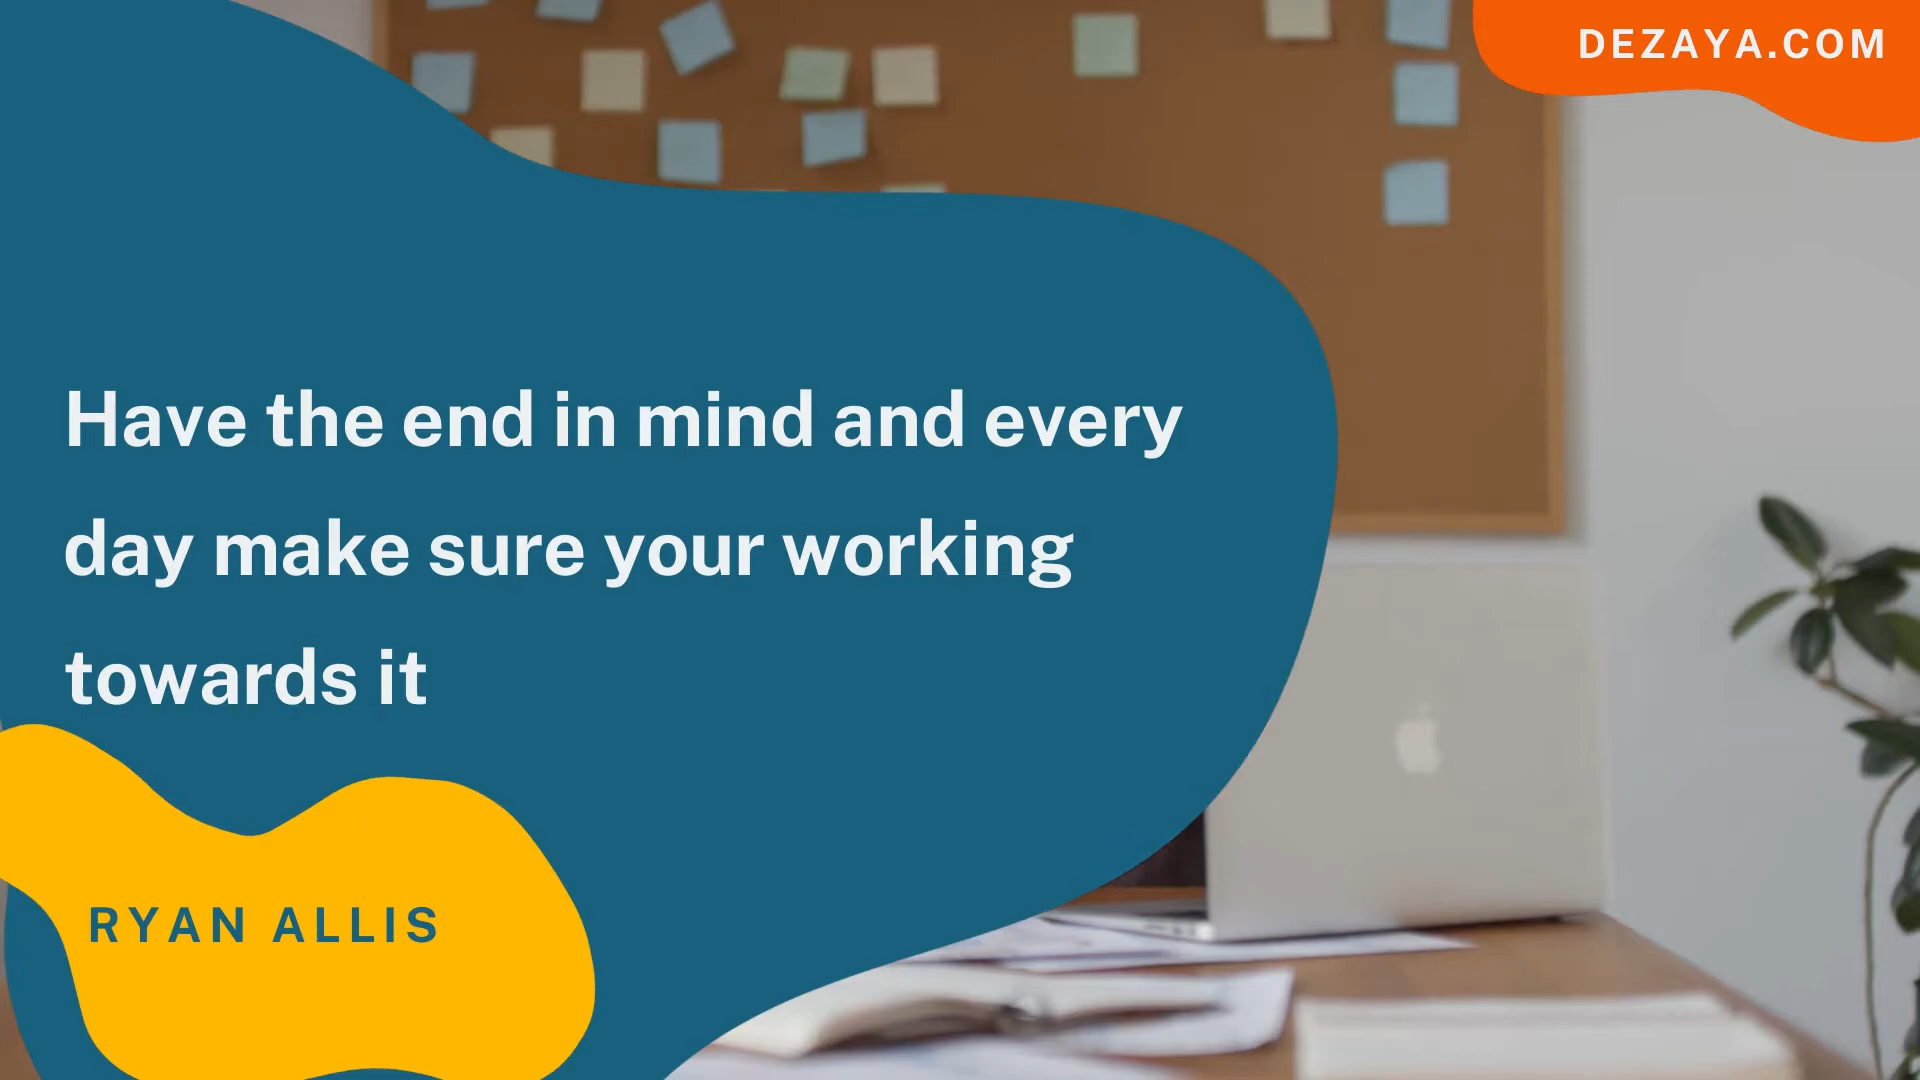 DEZAYA.COM
Have the end in mind and every
day make sure your working
towards it
RYAN ALLIS